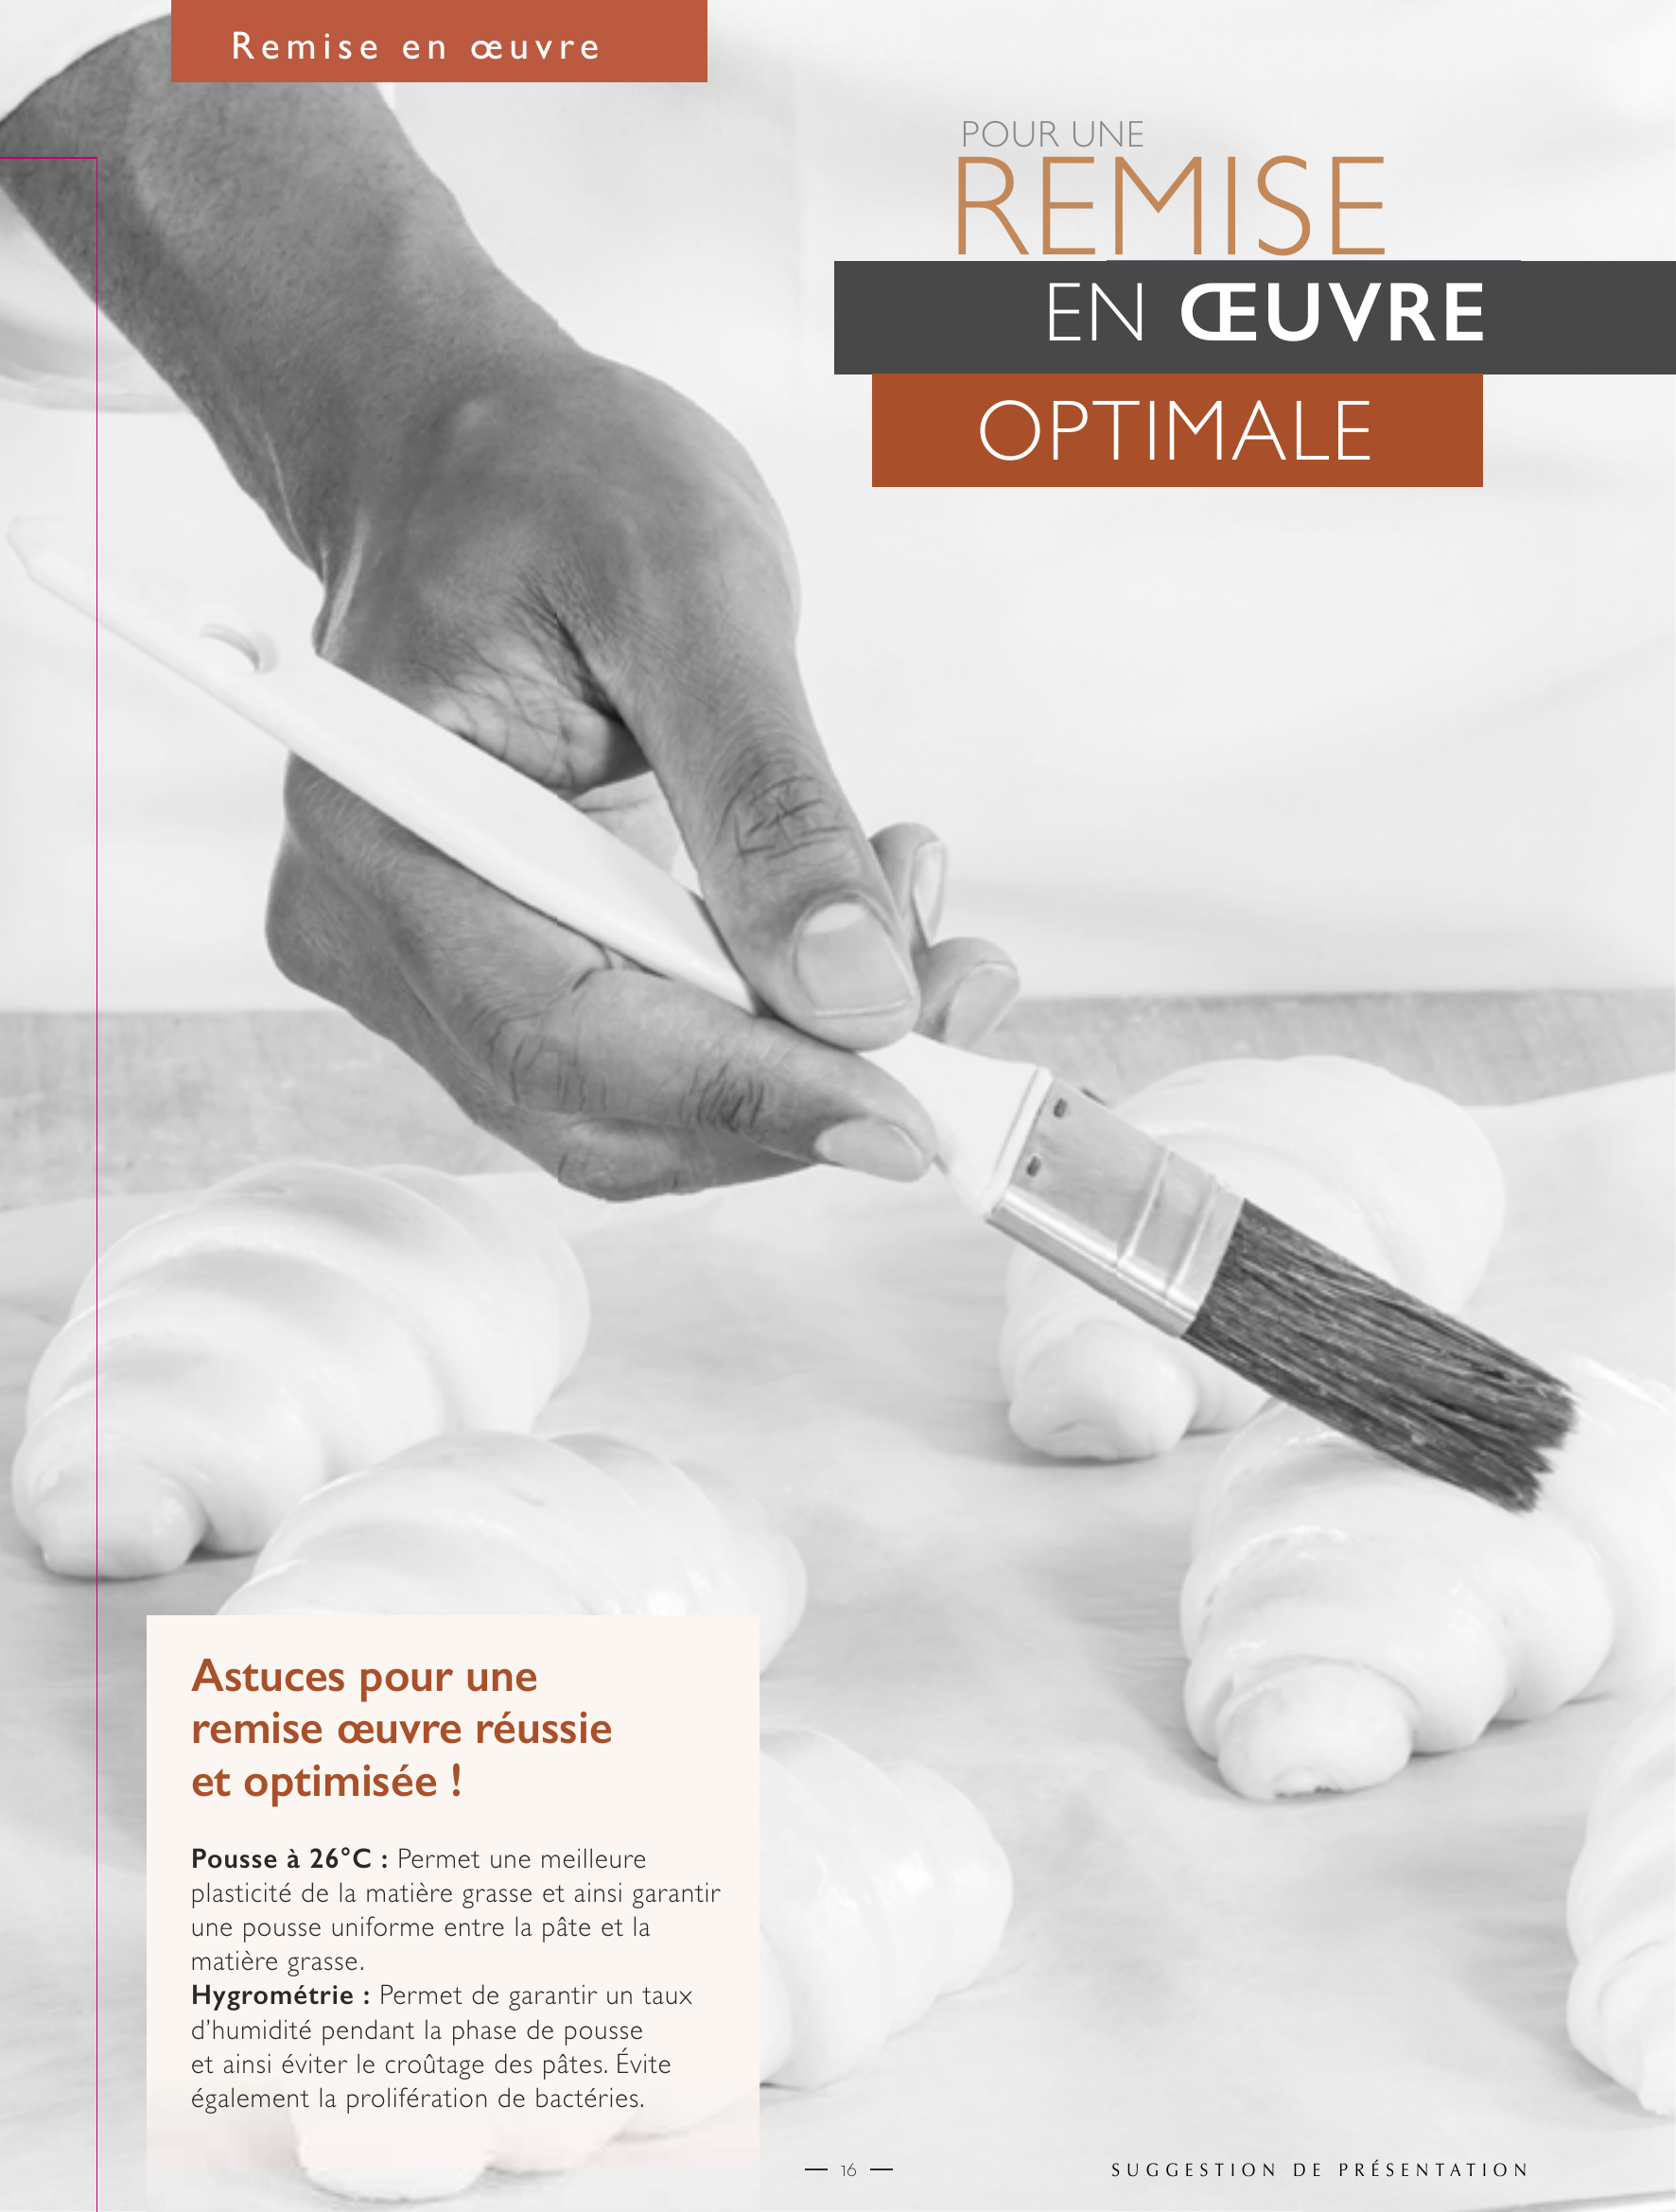 Remise en œuvre
POUR UNE
REMISE
EN ŒUVRE
OPTIMALE
Astuces pour une
remise œuvre réussie
et optimisée !
Pousse à 26°C : Permet une meilleure
plasticité de la matière grasse et ainsi garantir
une pousse uniforme entre la pâte et la
matière grasse.
Hygrométrie : Permet de garantir un taux
d’humidité pendant la phase de pousse
et ainsi éviter le croûtage des pâtes. Évite
également la prolifération de bactéries.
16
SUGGESTION DE PRÉSENTATION